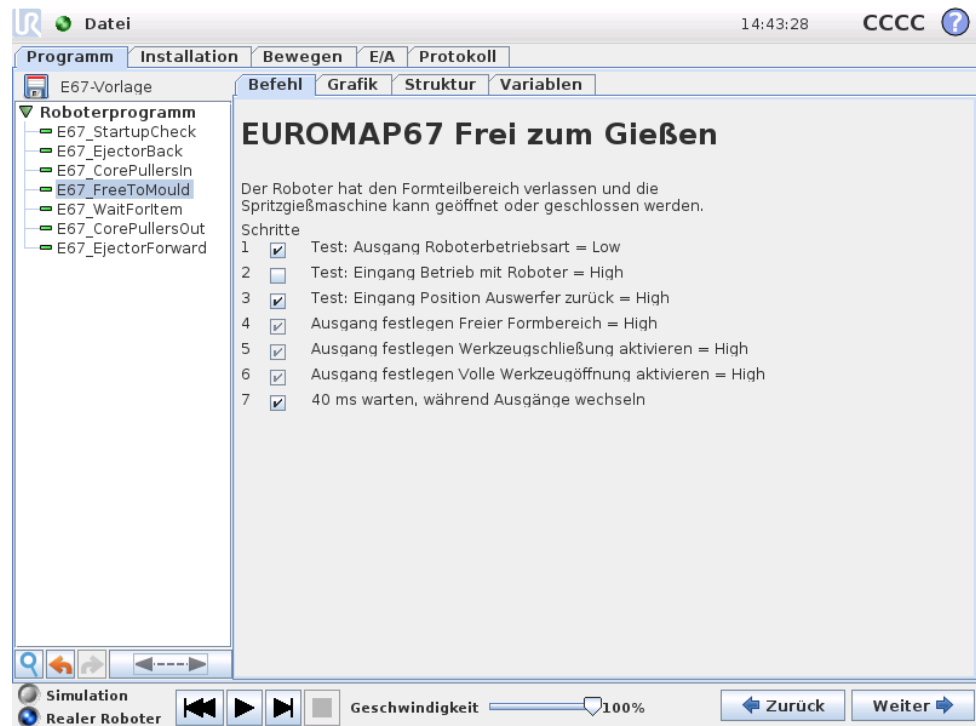 UR Datei 14:43:28 CCCC ?
Programm Installation Bewegen E/A Protokoll
E67-Vorlage
Befehl Grafik Struktur Variablen
Roboterprogramm
E67_StartupCheck
E67_EjectorBack
E67_CorePullersIn
E67_FreeToMould
E67_WaitForItem
E67_CorePullersOut
E67_EjectorForward
EUROMAP67 Frei zum Gießen
Der Roboter hat den Formteilbereich verlassen und die
Spritzgießmaschine kann geöffnet oder geschlossen werden.
Schritte
1 Test: Ausgang Roboterbetriebsart = Low
2 Test: Eingang Betrieb mit Roboter = High
3 Test: Eingang Position Auswerfer zurück = High
4 Ausgang festlegen Freier Formbereich = High
5 Ausgang festlegen Werkzeugschließung aktivieren = High
6 Ausgang festlegen Volle Werkzeugöffnung aktivieren = High
7 40 ms warten, während Ausgänge wechseln
Simulation
Realer Roboter
Geschwindigkeit 100%
Zurück Weiter